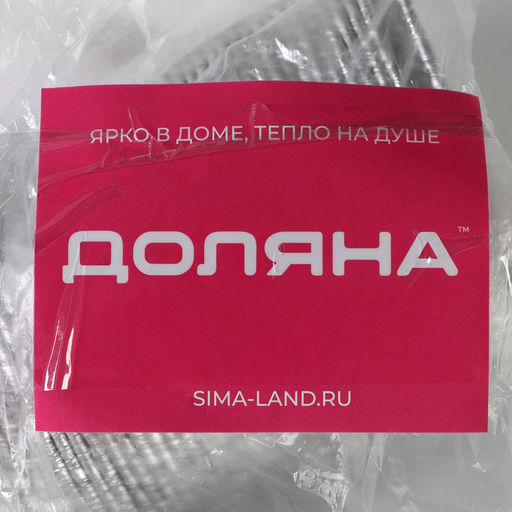 ЯРКО В ДОМЕ, ТЕПЛО НА ДУШЕ
ДОЛЯНА™
SIMA-LAND.RU